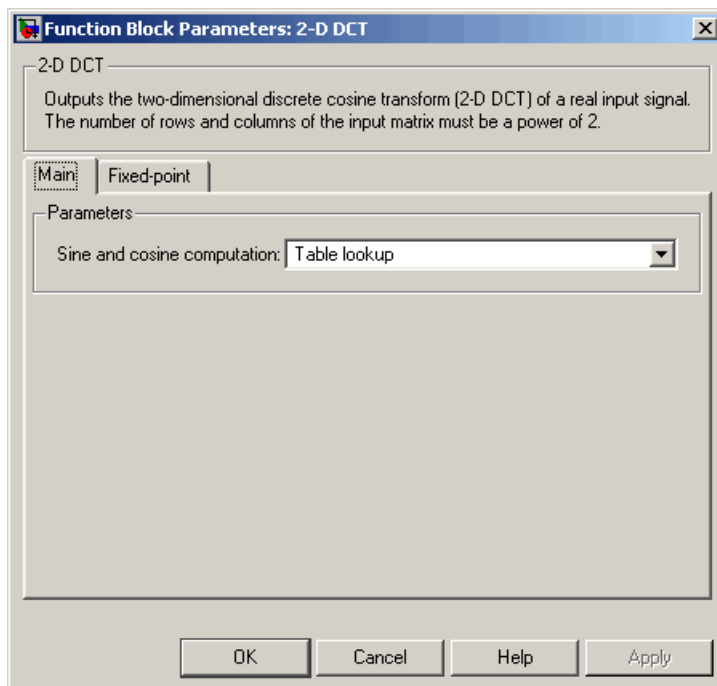 Function Block Parameters: 2-D DCT
2-D DCT
Outputs the two-dimensional discrete cosine transform (2-D DCT) of a real input signal.
The number of rows and columns of the input matrix must be a power of 2.
Main Fixed-point
Parameters
Sine and cosine computation: Table lookup
OK Cancel Help Apply